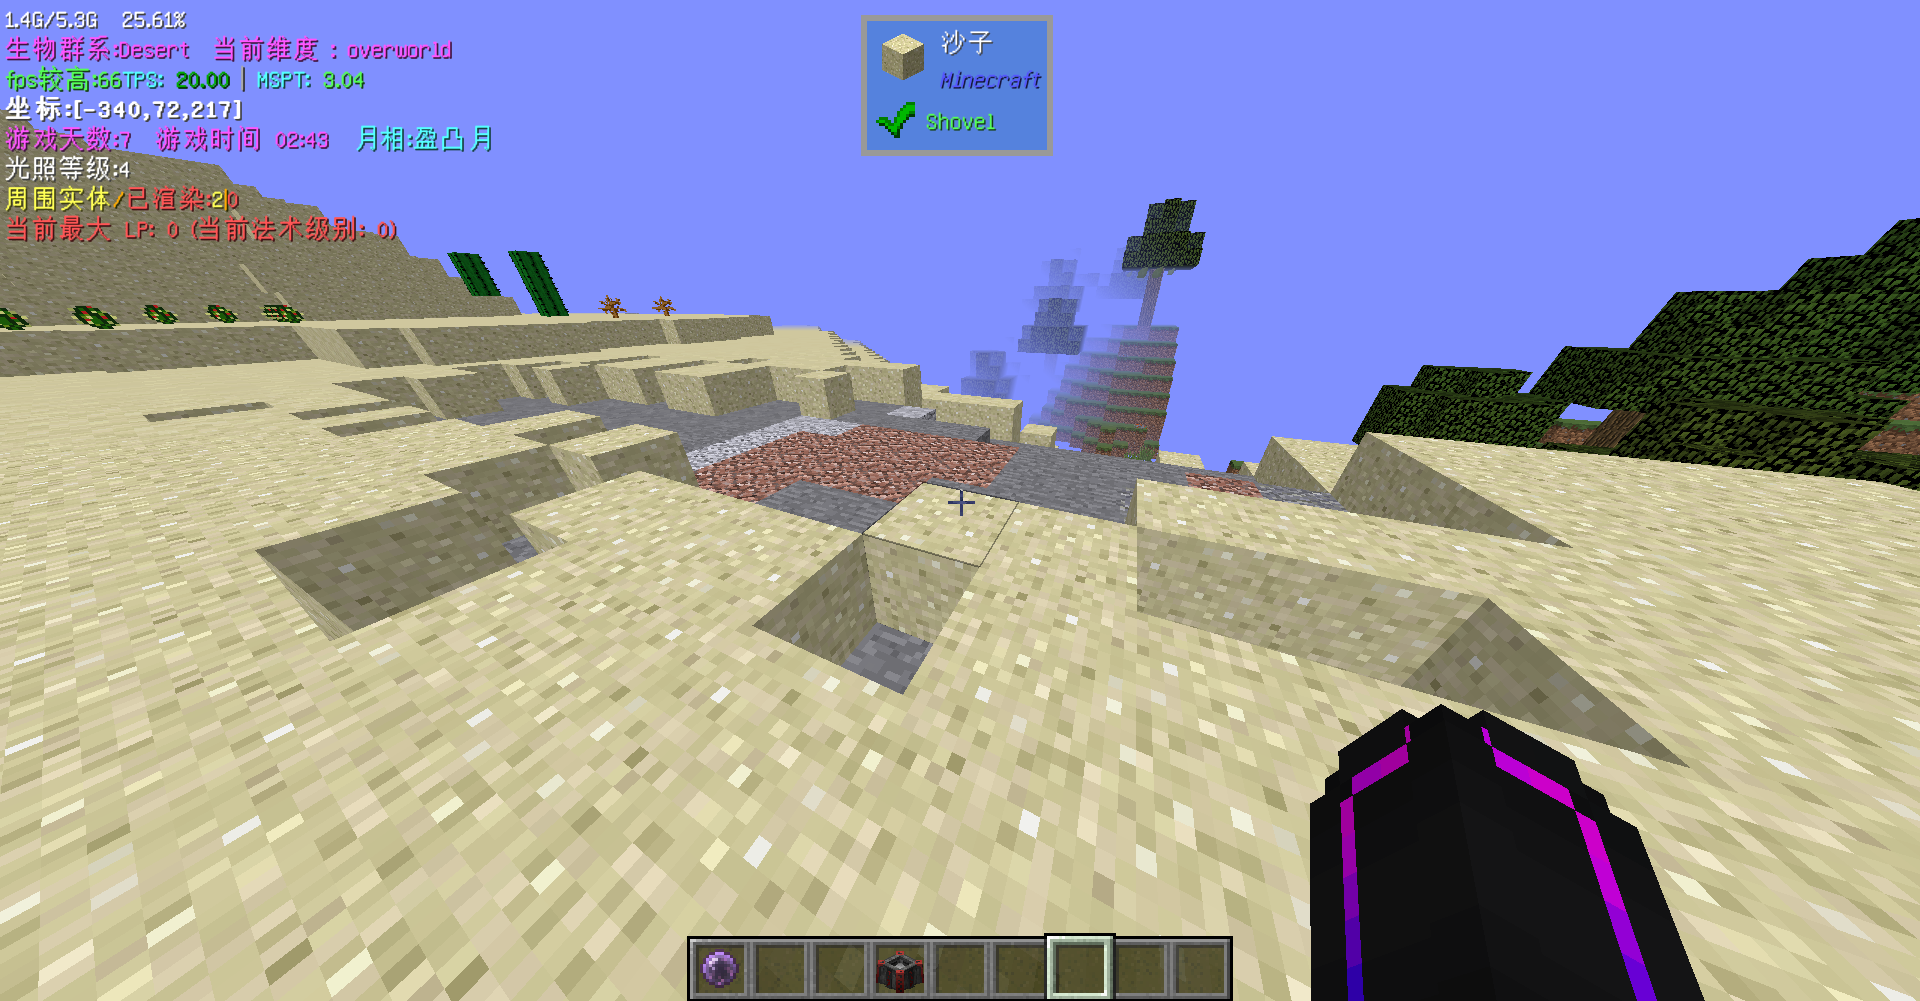 1.4G/5.3G 25.61%
生物群系:Desert 当前维度：overworld
fps较高:66TPS: 20.00 | MSPT: 3.04
坐标:[-340,72,217]
游戏天数:7 游戏时间 02:43 月相:盈凸月
光照等级:4
周围实体/已渲染:2|0
当前最大 LP: 0 (当前法术级别: 0)
沙子
Minecraft
Shovel